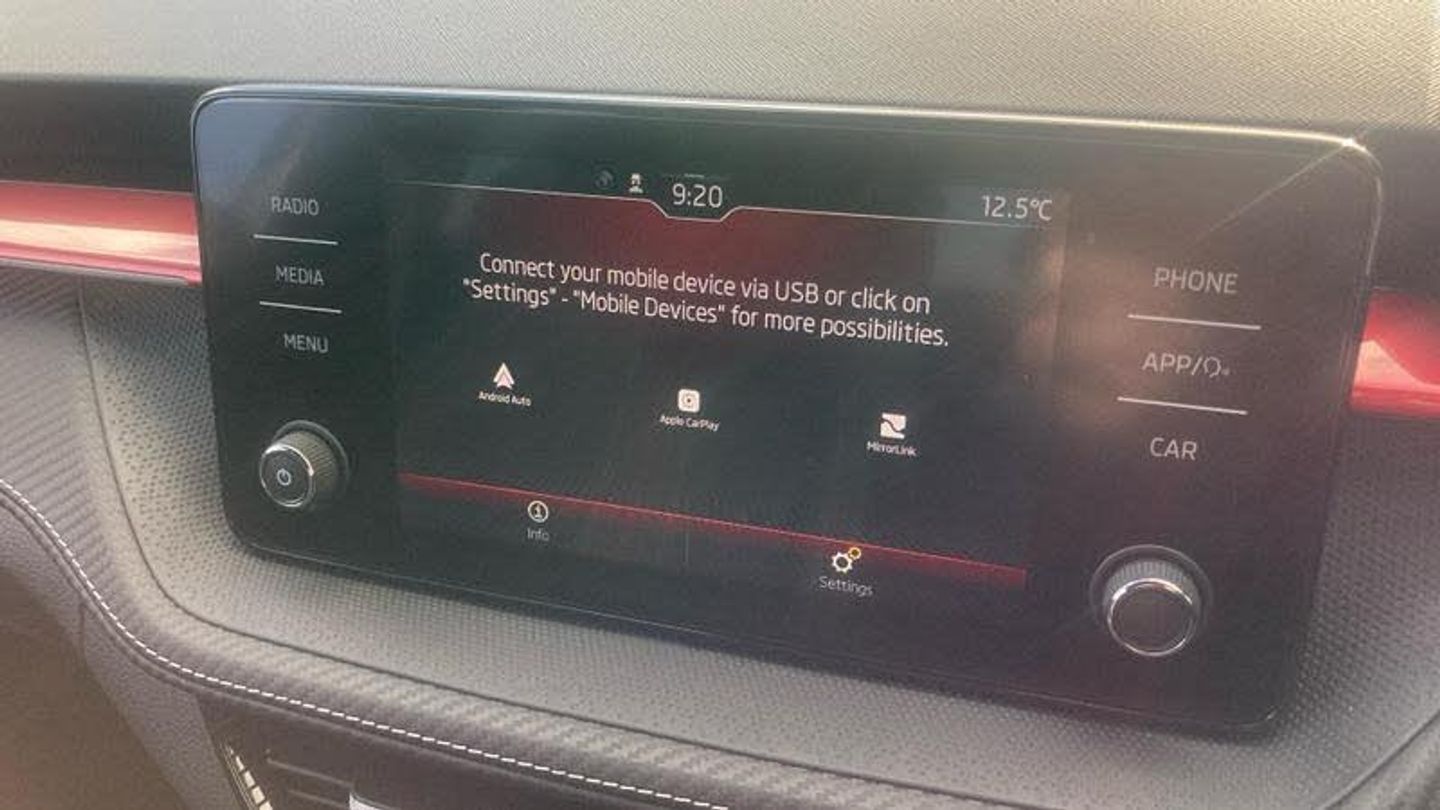 9:20
12.5°C
RADIO
MEDIA
MENU
Connect your mobile device via USB or click on
"Settings" - "Mobile Devices" for more possibilities.
Android Auto
Apple CarPlay
MirrorLink
Info
Settings
PHONE
APP/
CAR